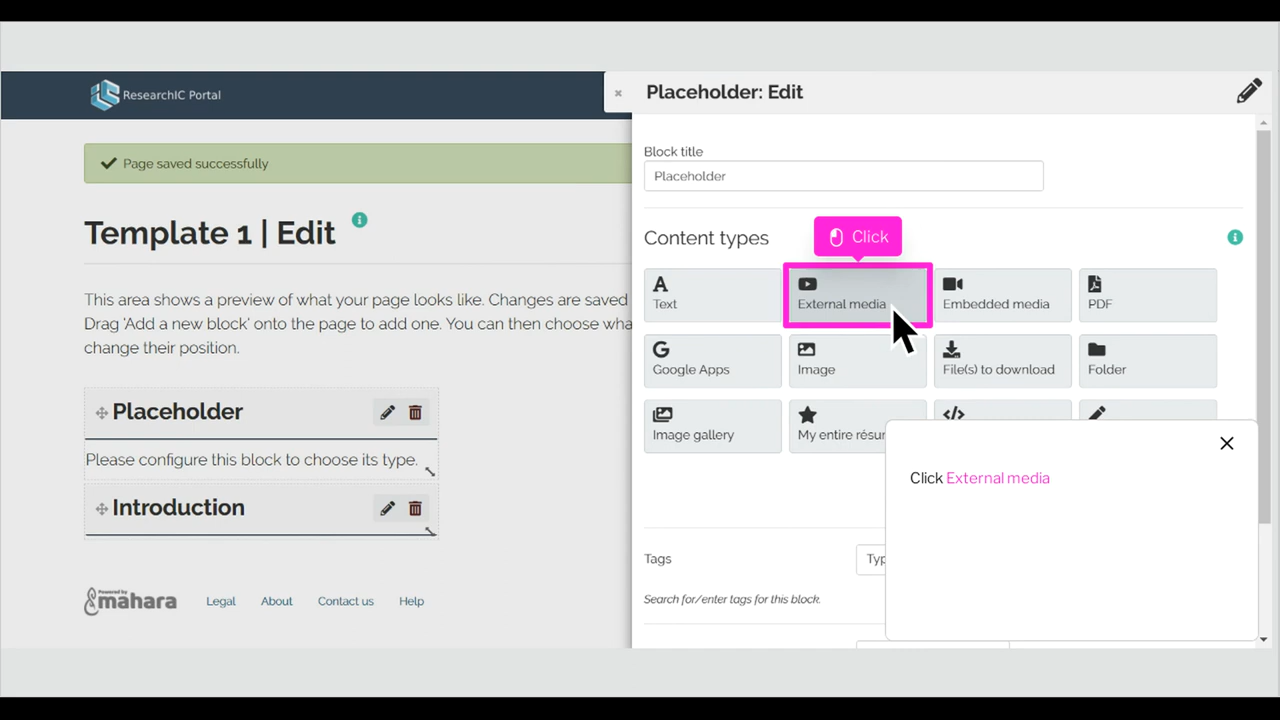 ResearchIC Portal
Page saved successfully
Template 1 | Edit
This area shows a preview of what your page looks like. Changes are saved
Drag 'Add a new block' onto the page to add one. You can then choose wha
change their position.
Placeholder
Please configure this block to choose its type.
Introduction
Powered by
mahara
Legal
About
Contact us
Help
Placeholder: Edit
Block title
Placeholder
Content types
Click
Text
External media
Embedded media
PDF
Google Apps
Image
File(s) to download
Folder
Image gallery
My entire résu
Click External media
Tags
Typ
Search for/enter tags for this block.